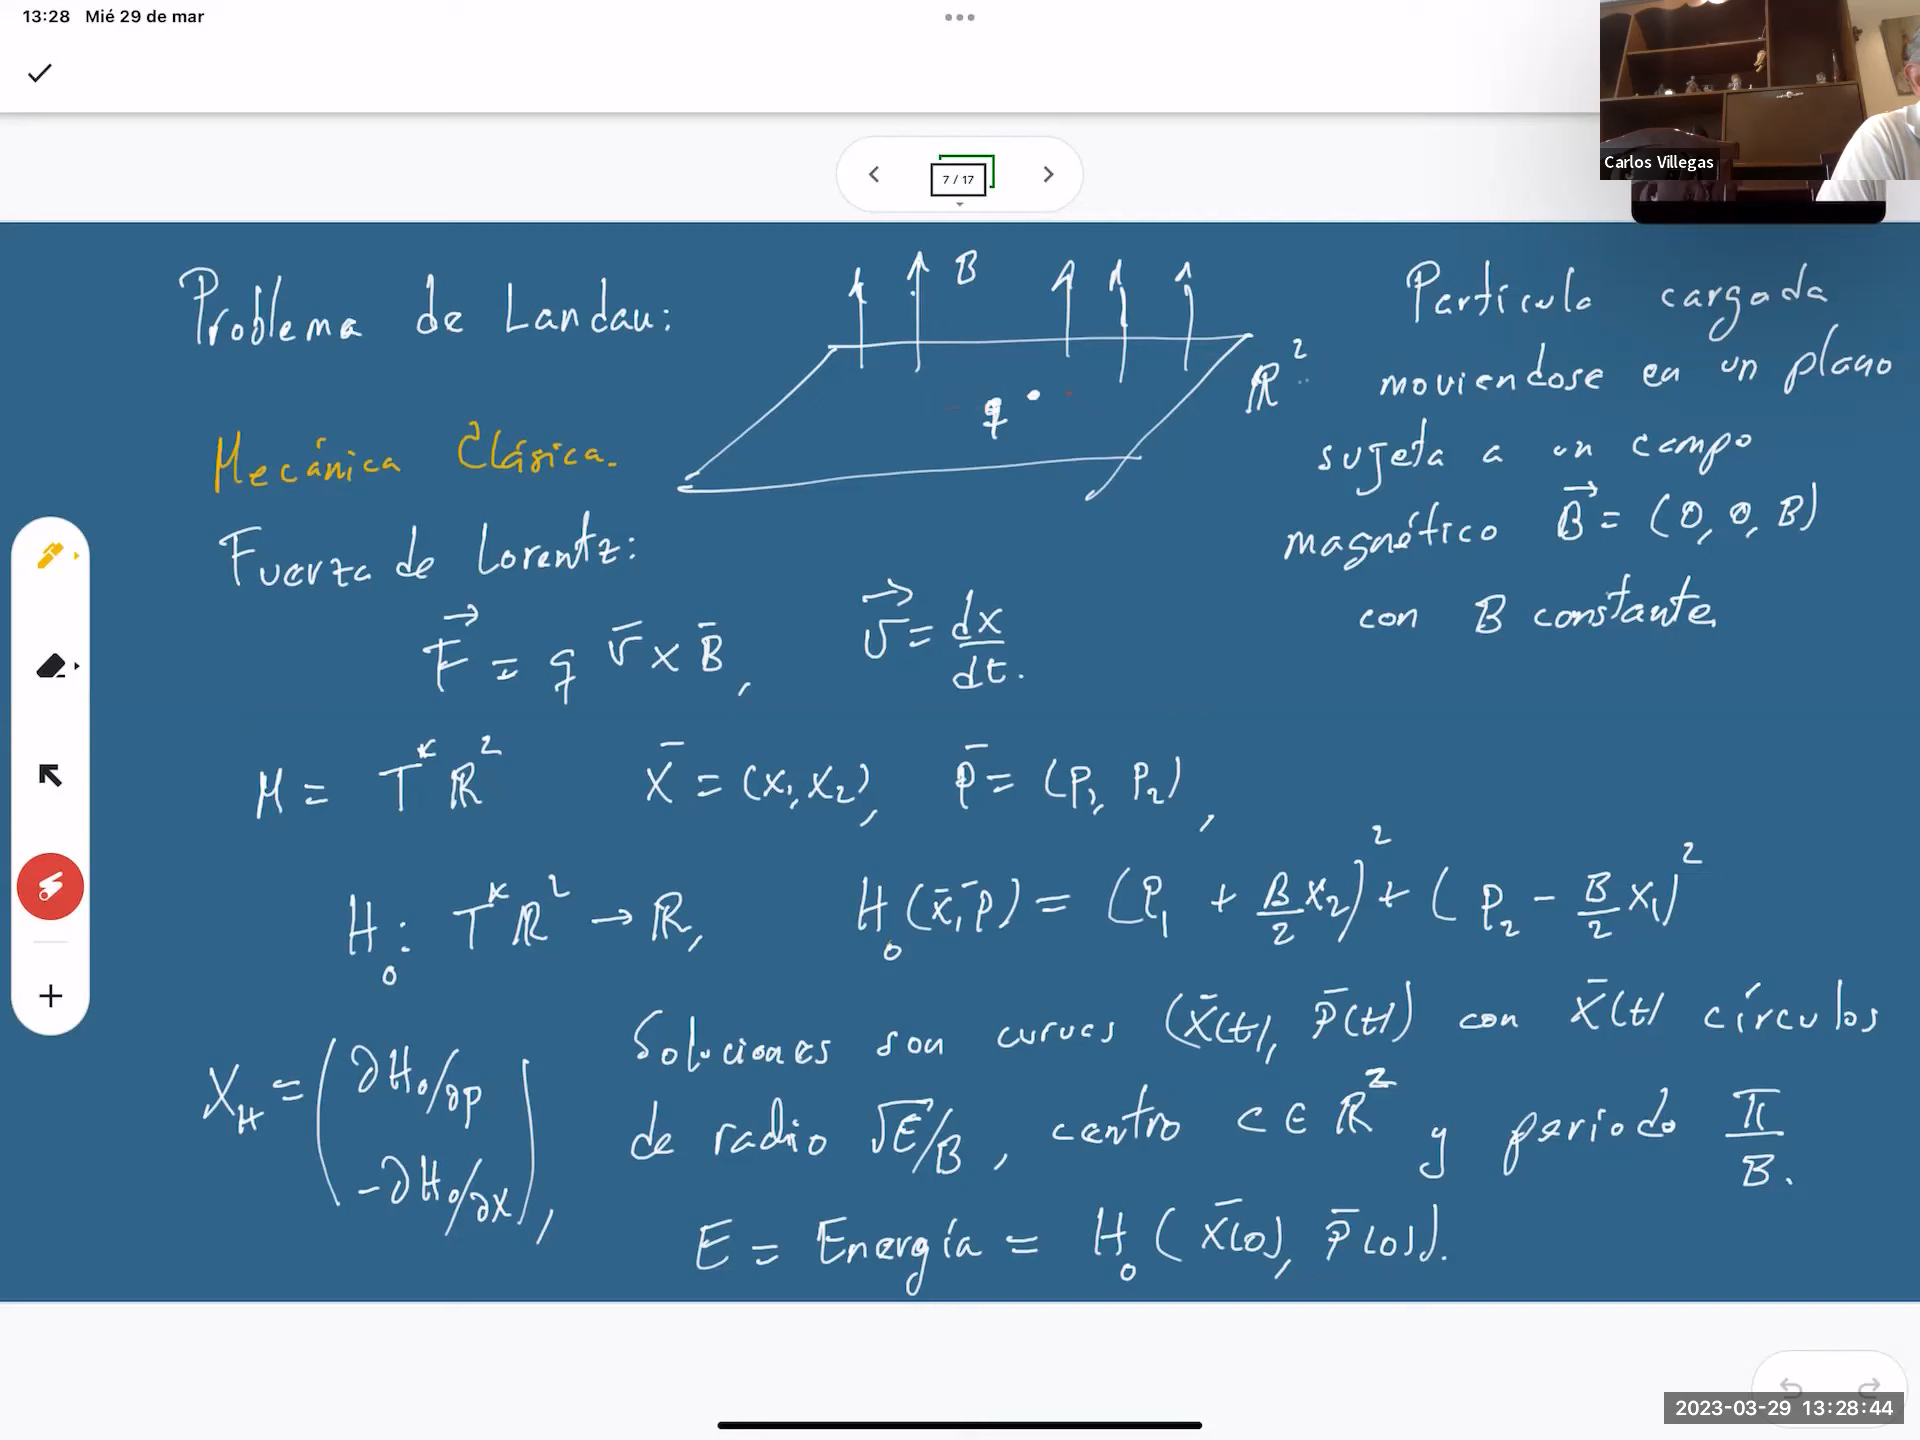 13:28 Mié 29 de mar
Carlos Villegas
7 / 17
Problema de Landau:
B
q
ℝ²
Partícula cargada
moviendose en un plano
sujeta a un campo
magnético B⃗ = (0, 0, B)
con B constante.
Mecánica Clásica.
Fuerza de Lorentz:
F⃗ = q v̄ × B̄, v⃗ = dx/dt.
M = T*ℝ² x̄ = (x₁, x₂), p̄ = (p₁, p₂),
H₀: T*ℝ² → ℝ, H₀(x̄, p̄) = (p₁ + B/2 x₂)² + (p₂ - B/2 x₁)²
X_H = (∂H₀/∂p
-∂H₀/∂x),
Soluciones son curvas (x̄(t), p̄(t)) con x̄(t) círculos
de radio √E/B, centro c ∈ ℝ² y periodo π/B.
E = Energía = H₀(x̄(0), p̄(0)).
2023-03-29 13:28:44